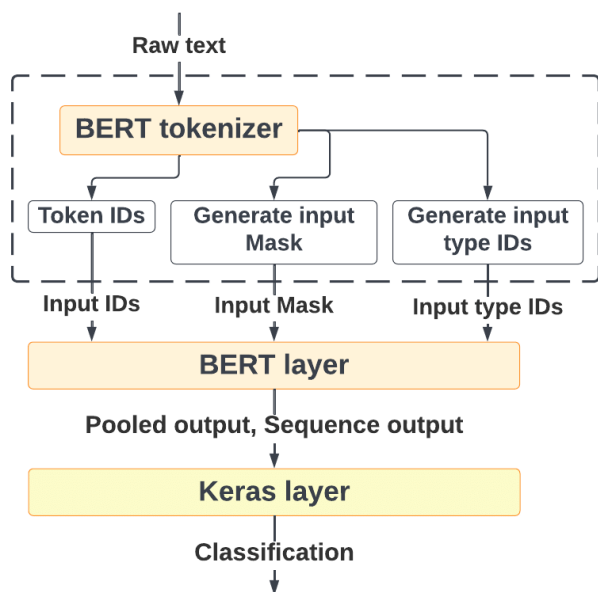 Raw text
BERT tokenizer
Token IDs
Generate input
Mask
Generate input
type IDs
Input IDs
Input Mask
Input type IDs
BERT layer
Pooled output, Sequence output
Keras layer
Classification